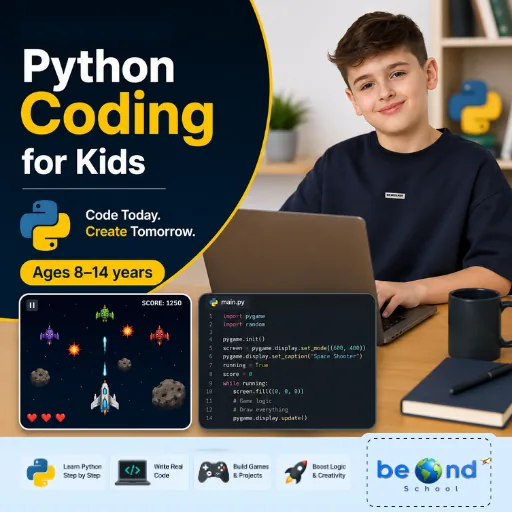 Python
Coding
for Kids
Code Today.
Create Tomorrow.
Ages 8–14 years
SCORE: 1250
main.py
1 import pygame
2 import random
3
4 pygame.init()
5 screen = pygame.display.set_mode((600, 400))
6 pygame.display.set_caption("Space Shooter")
7 running = True
8 score = 0
9 while running:
10 screen.fill((0, 0, 0))
11 # Game logic
12 # Draw everything
14 pygame.display.update()
Learn Python
Step by Step
Write Real
Code
Build Games
& Projects
Boost Logic
& Creativity
beyond
School